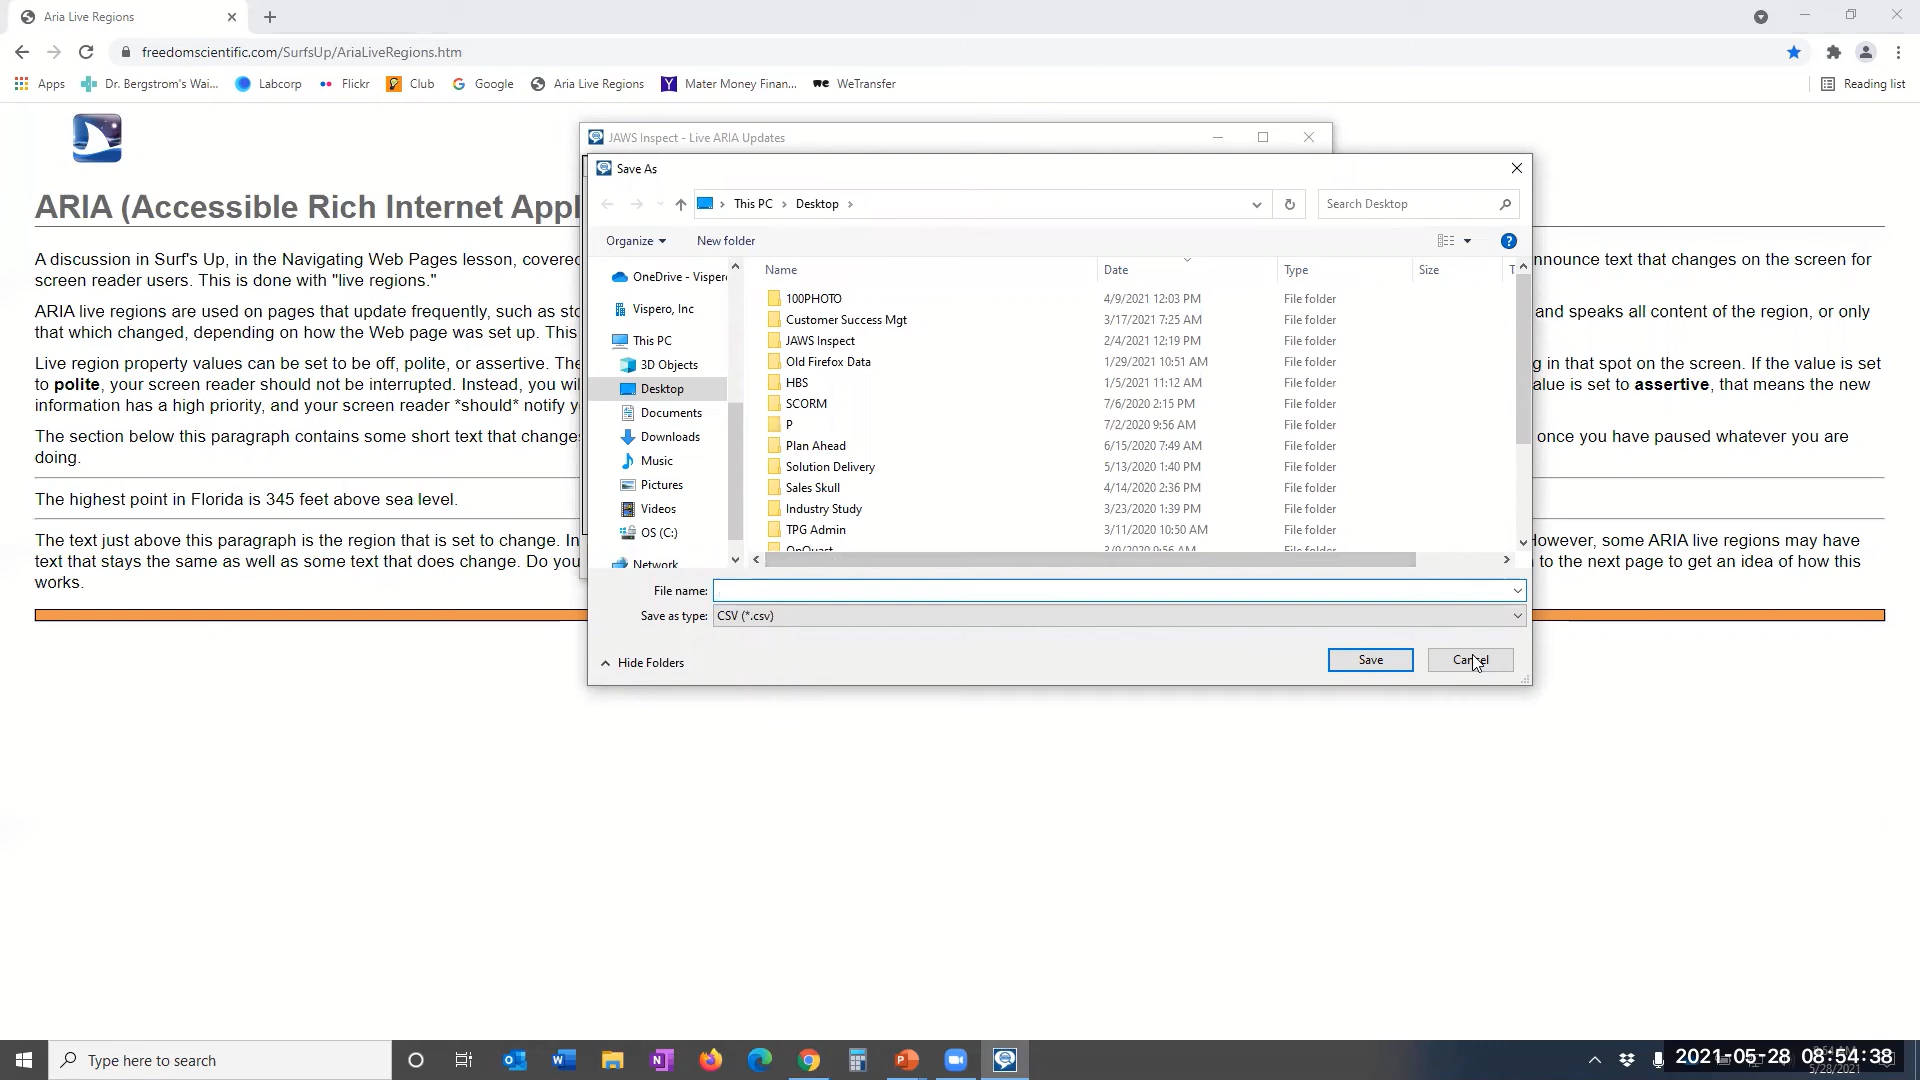 Aria Live Regions
freedomscientific.com/SurfsUp/AriaLiveRegions.htm
Apps Dr. Bergstrom's Wai... Labcorp Flickr Club Google Aria Live Regions Mater Money Finan... WeTransfer Reading list
JAWS Inspect - Live ARIA Updates
Save As
This PC Desktop
Search Desktop
Organize New folder
Name Date Type Size T
OneDrive - Visper
Vispero, Inc
This PC
3D Objects
Desktop
Documents
Downloads
Music
Pictures
Videos
OS (C:)
Network
100PHOTO 4/9/2021 12:03 PM File folder
Customer Success Mgt 3/17/2021 7:25 AM File folder
JAWS Inspect 2/4/2021 12:19 PM File folder
Old Firefox Data 1/29/2021 10:51 AM File folder
HBS 1/5/2021 11:12 AM File folder
SCORM 7/6/2020 2:15 PM File folder
P 7/2/2020 9:56 AM File folder
Plan Ahead 6/15/2020 7:49 AM File folder
Solution Delivery 5/13/2020 1:40 PM File folder
Sales Skull 4/14/2020 2:36 PM File folder
Industry Study 3/23/2020 1:39 PM File folder
TPG Admin 3/11/2020 10:50 AM File folder
File name:
Save as type: CSV (*.csv)
Hide Folders
Save
Cancel
ARIA (Accessible Rich Internet Appl
A discussion in Surf's Up, in the Navigating Web Pages lesson, covered nnounce text that changes on the screen for
screen reader users. This is done with "live regions."
ARIA live regions are used on pages that update frequently, such as sto and speaks all content of the region, or only
that which changed, depending on how the Web page was set up. This
Live region property values can be set to be off, polite, or assertive. The g in that spot on the screen. If the value is set
to polite, your screen reader should not be interrupted. Instead, you wil alue is set to assertive, that means the new
information has a high priority, and your screen reader *should* notify y
The section below this paragraph contains some short text that changes once you have paused whatever you are
doing.
The highest point in Florida is 345 feet above sea level.
The text just above this paragraph is the region that is set to change. In However, some ARIA live regions may have
text that stays the same as well as some text that does change. Do you to the next page to get an idea of how this
works.
Type here to search
2021-05-28 08:54:38
5/28/2021